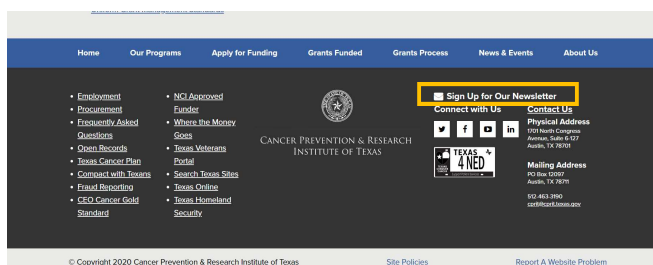 Home Our Programs Apply for Funding Grants Funded Grants Process News & Events About Us
• Employment
• Procurement
• Frequently Asked
Questions
• Open Records
• Texas Cancer Plan
• Compact with Texans
• Fraud Reporting
• CEO Cancer Gold
Standard
• NCI Approved
Funder
• Where the Money
Goes
• Texas Veterans
Portal
• Search Texas Sites
• Texas Online
• Texas Homeland
Security
CANCER PREVENTION & RESEARCH
INSTITUTE OF TEXAS
Sign Up for Our Newsletter
Connect with Us
TEXAS
4 NED
Contact Us
Physical Address
1701 North Congress
Avenue, Suite 6-127
Austin, TX 78701
Mailing Address
PO Box 12097
Austin, TX 78711
512-463-3190
cprit@cprit.texas.gov
© Copyright 2020 Cancer Prevention & Research Institute of Texas Site Policies Report A Website Problem